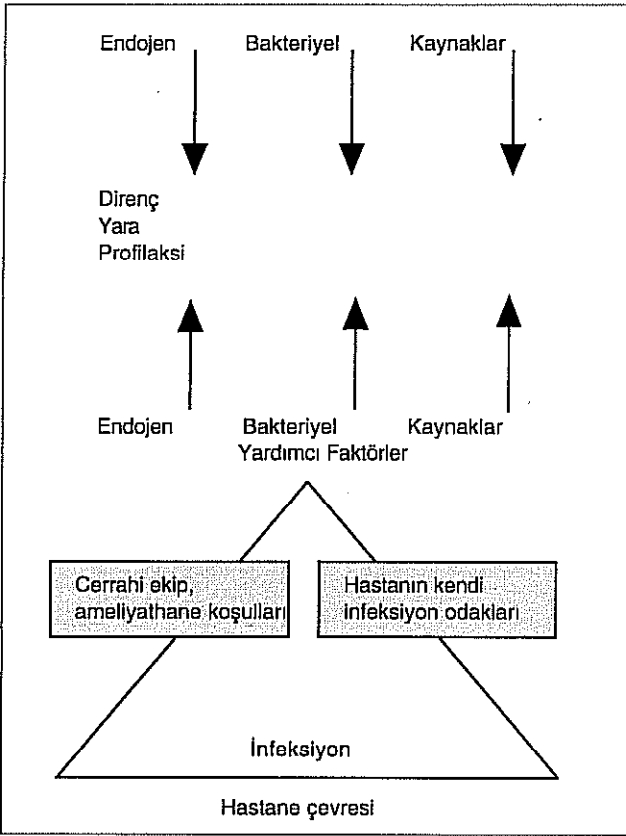 Endojen Bakteriyel Kaynaklar
Direnç
Yara
Profilaksi
Endojen Bakteriyel Kaynaklar
Yardımcı Faktörler
Cerrahi ekip,
ameliyathane koşulları
Hastanın kendi
infeksiyon odakları
İnfeksiyon
Hastane çevresi